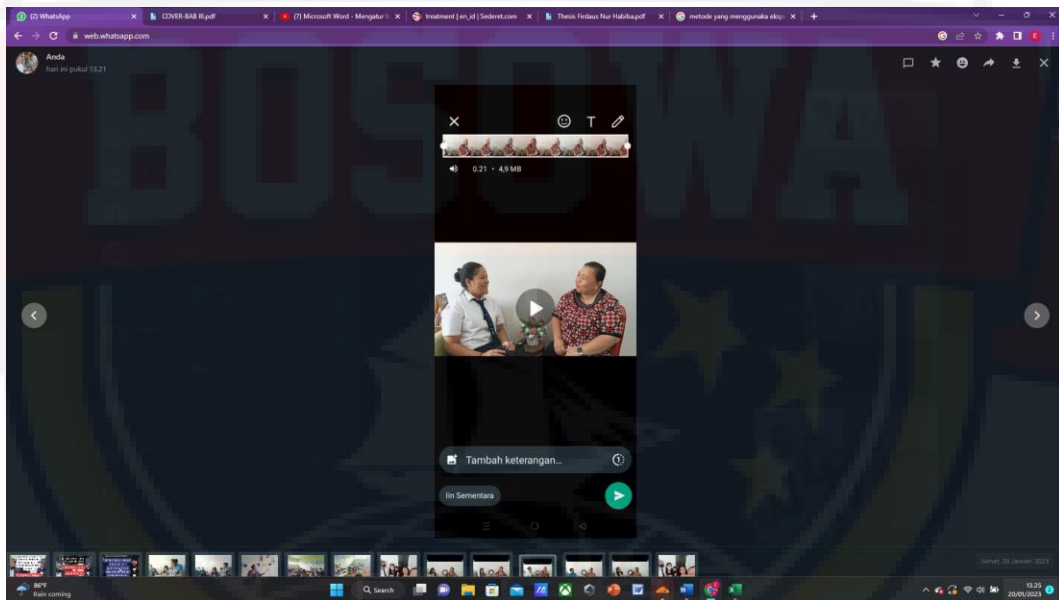 (2) WhatsApp
COVER-BAB III.pdf
(7) Microsoft Word - Mengatur
treatment | en_id | Sederet.com
Thesis Firdaus Nur Habiba.pdf
metode yang menggunaka eksp
web.whatsapp.com
E
Anda
hari ini pukul 13.21
BOSOWA
T
0.21 • 4,9 MB
Tambah keterangan...
Iin Sementara
Jumat, 20 Januari 2023
86°F
Rain coming
Search
13.25
20/01/2023